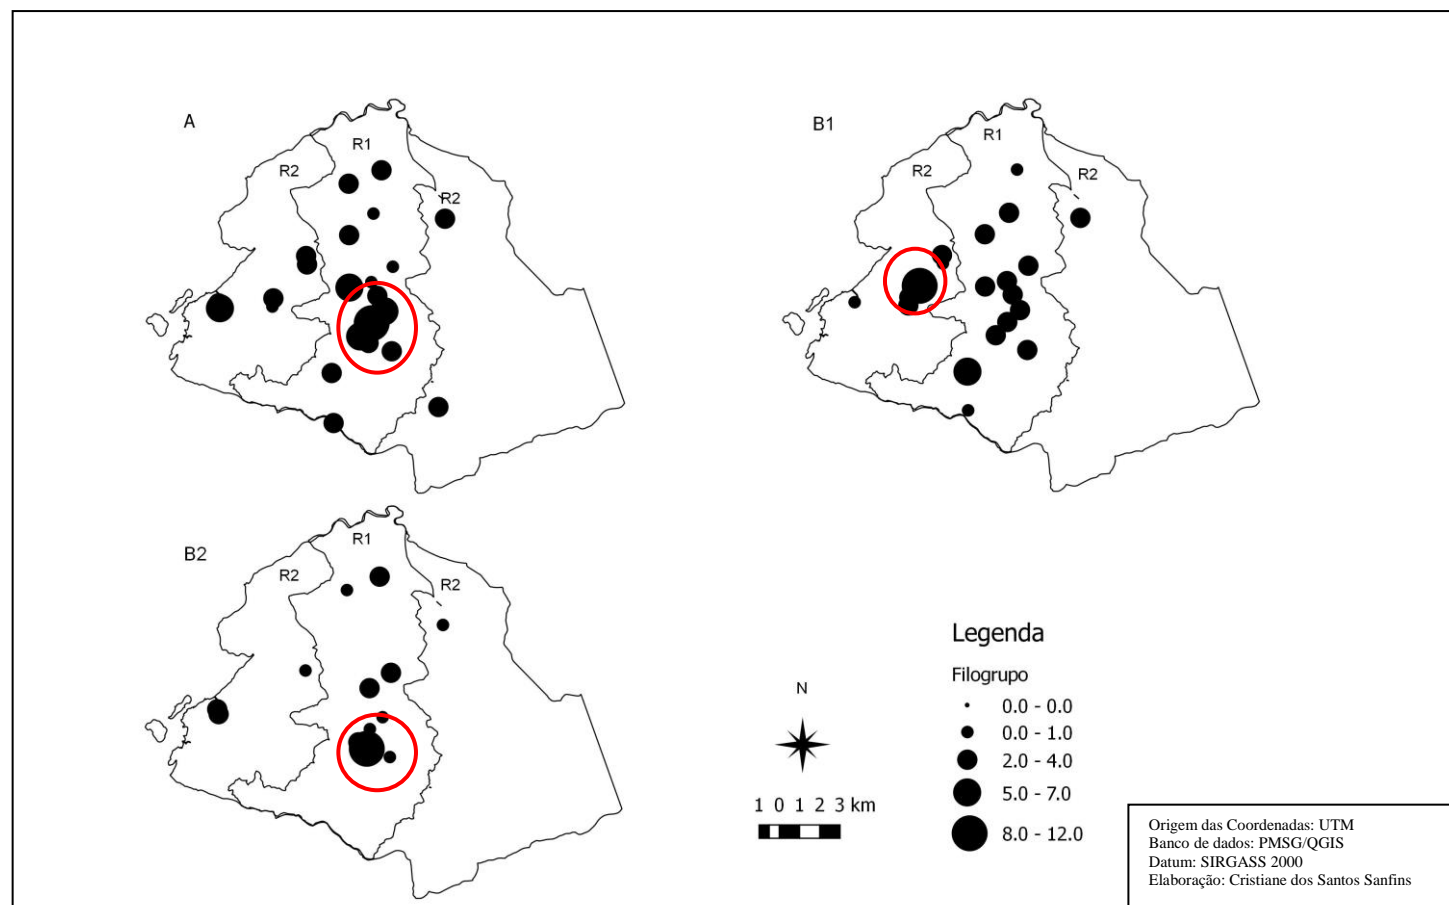 A
R1
R2
R2
B1
R1
R2
R2
B2
R1
R2
R2
N
1 0 1 2 3 km
Legenda
Filogrupo
0.0 - 0.0
0.0 - 1.0
2.0 - 4.0
5.0 - 7.0
8.0 - 12.0
Origem das Coordenadas: UTM
Banco de dados: PMSG/QGIS
Datum: SIRGASS 2000
Elaboração: Cristiane dos Santos Sanfins